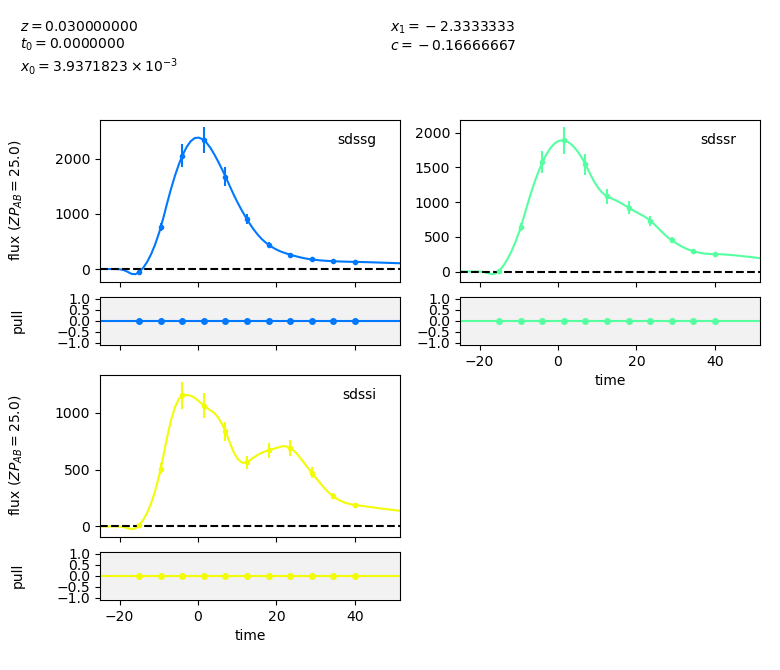 z = 0.030000000
t₀ = 0.0000000
x₀ = 3.9371823 × 10⁻³
x₁ = −2.3333333
c = −0.16666667
sdssg
flux (ZP_AB = 25.0)
2000
1000
0
sdssr
2000
1500
1000
500
0
pull
1.0
0.5
0.0
−0.5
−1.0
1.0
0.5
0.0
−0.5
−1.0
−20 0 20 40
time
sdssi
flux (ZP_AB = 25.0)
1000
500
0
pull
1.0
0.5
0.0
−0.5
−1.0
−20 0 20 40
time